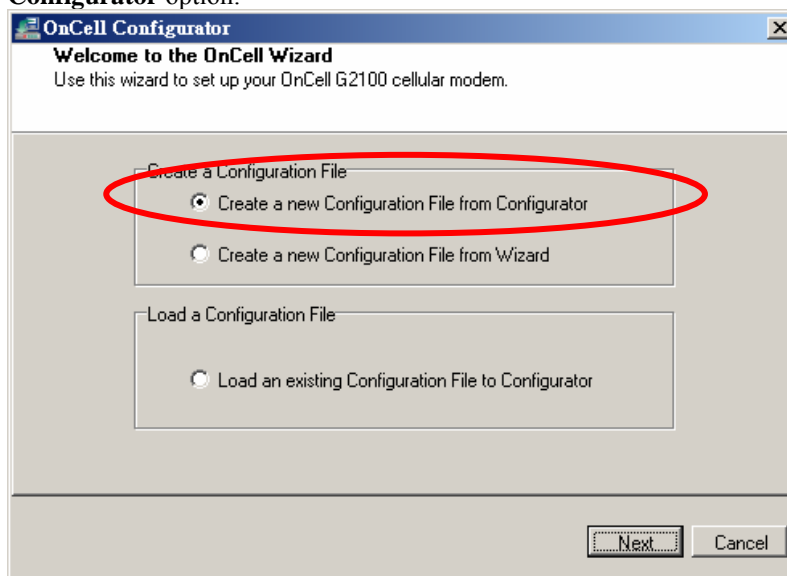 Configurator option.
OnCell Configurator
Welcome to the OnCell Wizard
Use this wizard to set up your OnCell G2100 cellular modem.
Create a Configuration File
Create a new Configuration File from Configurator
Create a new Configuration File from Wizard
Load a Configuration File
Load an existing Configuration File to Configurator
Next
Cancel